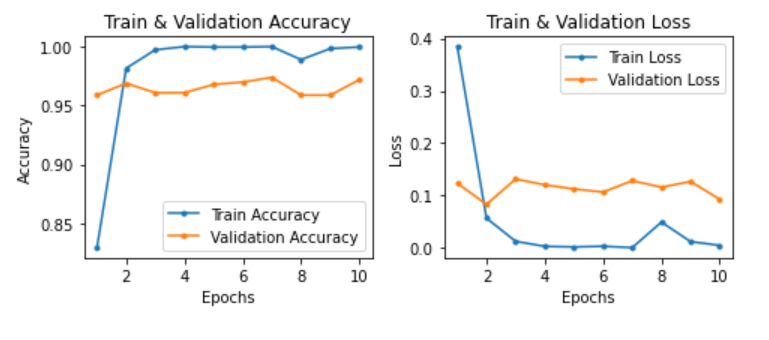 Train & Validation Accuracy
1.00
0.95
0.90
0.85
Accuracy
Train Accuracy
Validation Accuracy
2 4 6 8 10
Epochs
Train & Validation Loss
0.4
0.3
0.2
0.1
0.0
Loss
Train Loss
Validation Loss
2 4 6 8 10
Epochs